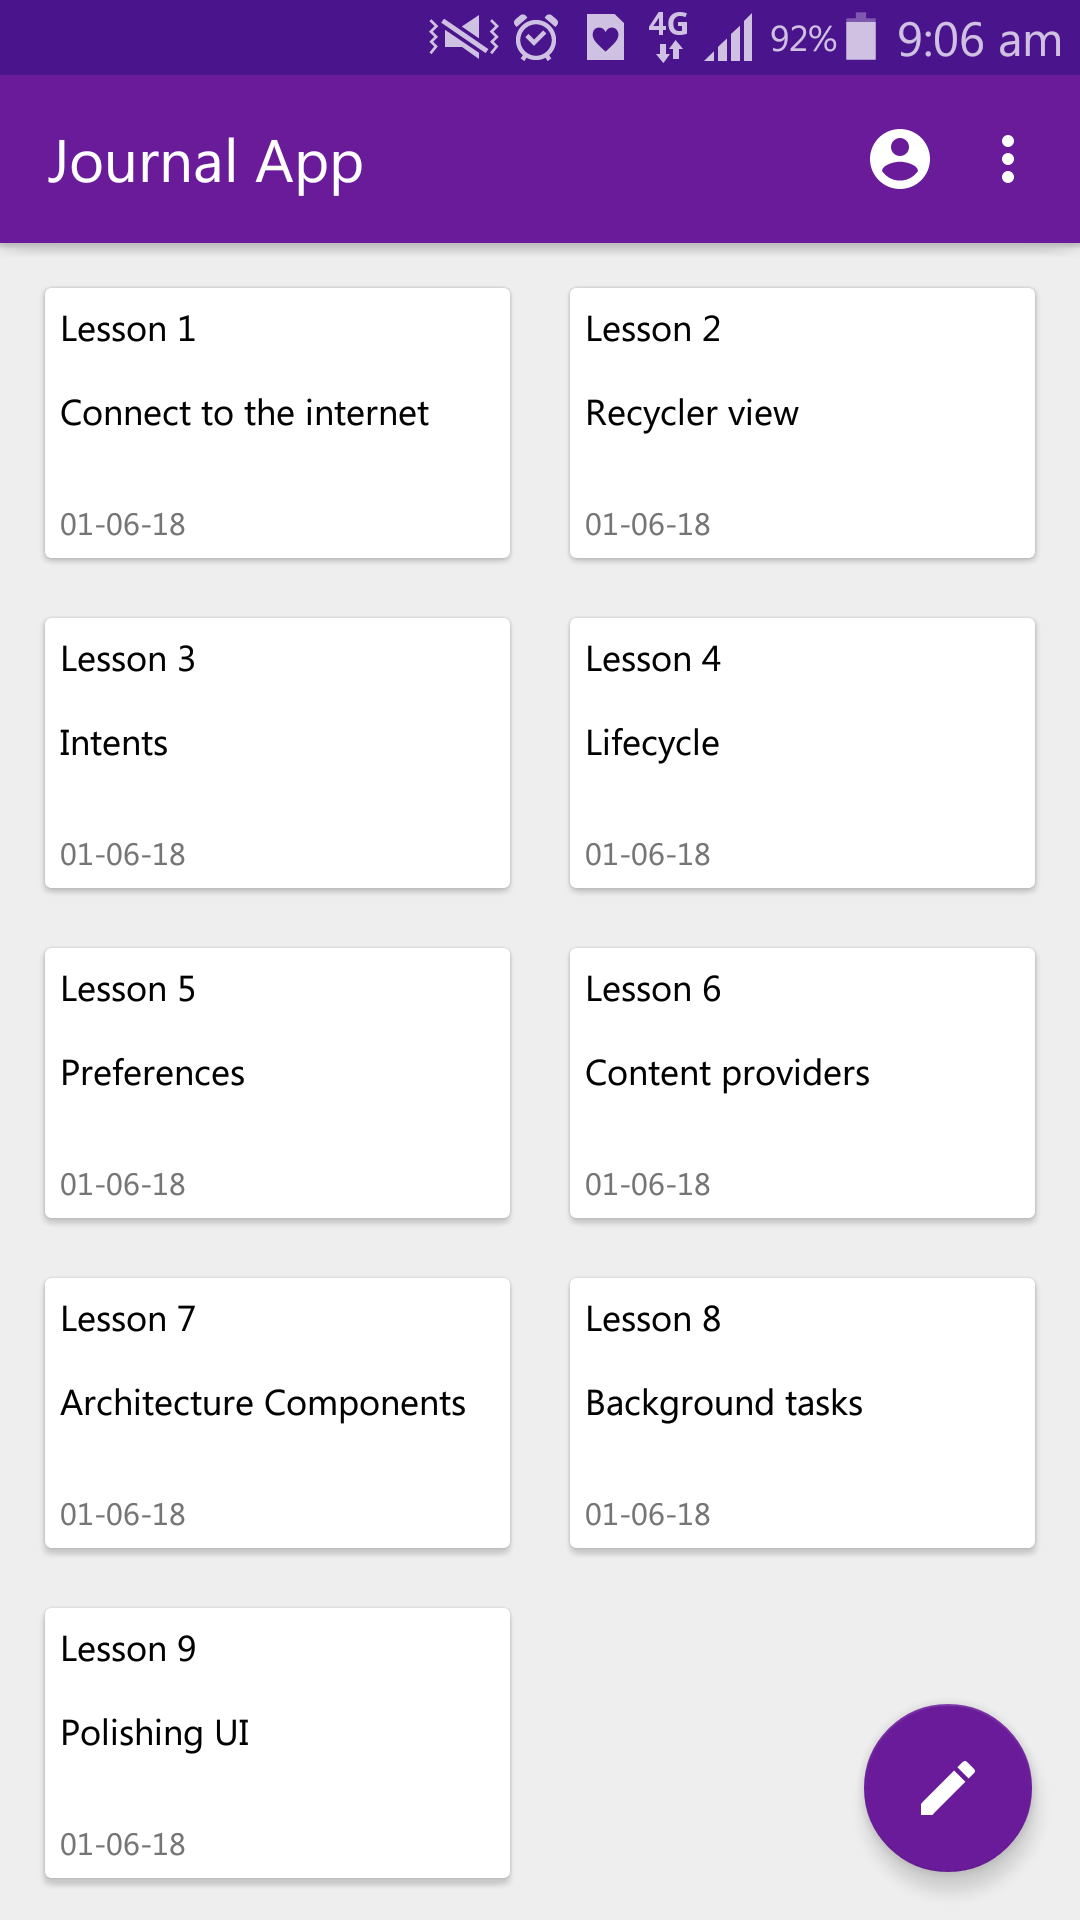 4G 92% 9:06 am
Journal App
Lesson 1
Connect to the internet
01-06-18
Lesson 2
Recycler view
01-06-18
Lesson 3
Intents
01-06-18
Lesson 4
Lifecycle
01-06-18
Lesson 5
Preferences
01-06-18
Lesson 6
Content providers
01-06-18
Lesson 7
Architecture Components
01-06-18
Lesson 8
Background tasks
01-06-18
Lesson 9
Polishing UI
01-06-18